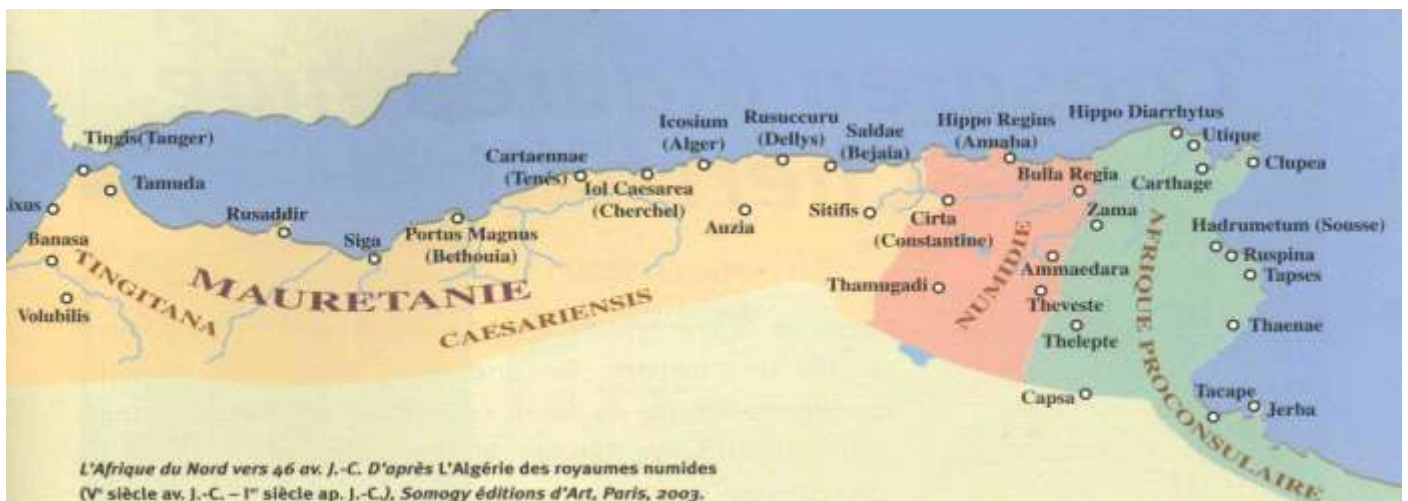 Hippo Diarrhytus
Tingis(Tanger)
Icosium
(Alger)
Rusuccuru
(Dellys)
Saldae
(Bejaia)
Hippo Regius
(Annaba)
Utique
Cartaennae
(Tenés)
Iol Caesarea
(Cherchel)
Bulla Regia
Carthage
Clupea
Tamuda
Rusaddir
Siga
Portus Magnus
(Bethouia)
Auzia
Sitifis
Cirta
(Constantine)
Zama
Hadrumetum (Sousse)
Banasa
Ruspina
Tapses
Ammaedara
Thamugadi
Theveste
Volubilis
Thelepte
Thaenae
Capsa
Tacape
Jerba
TINGITANA
MAURETANIE
CAESARIENSIS
NUMIDIE
AFRIQUE PROCONSULAIRE
L'Afrique du Nord vers 46 av. J.-C. D'après L'Algérie des royaumes numides
(Vᵉ siècle av. J.-C. – Iᵉʳ siècle ap. J.-C.), Somogy éditions d'Art, Paris, 2003.